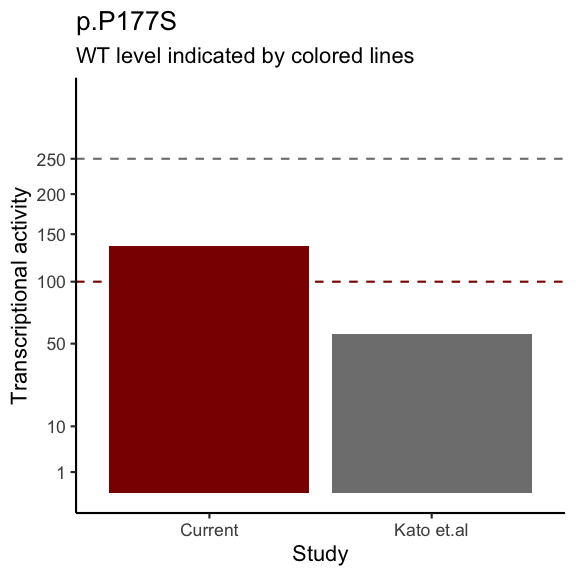 p.P177S
WT level indicated by colored lines
Transcriptional activity
250
200
150
100
50
10
1
Current
Kato et.al
Study